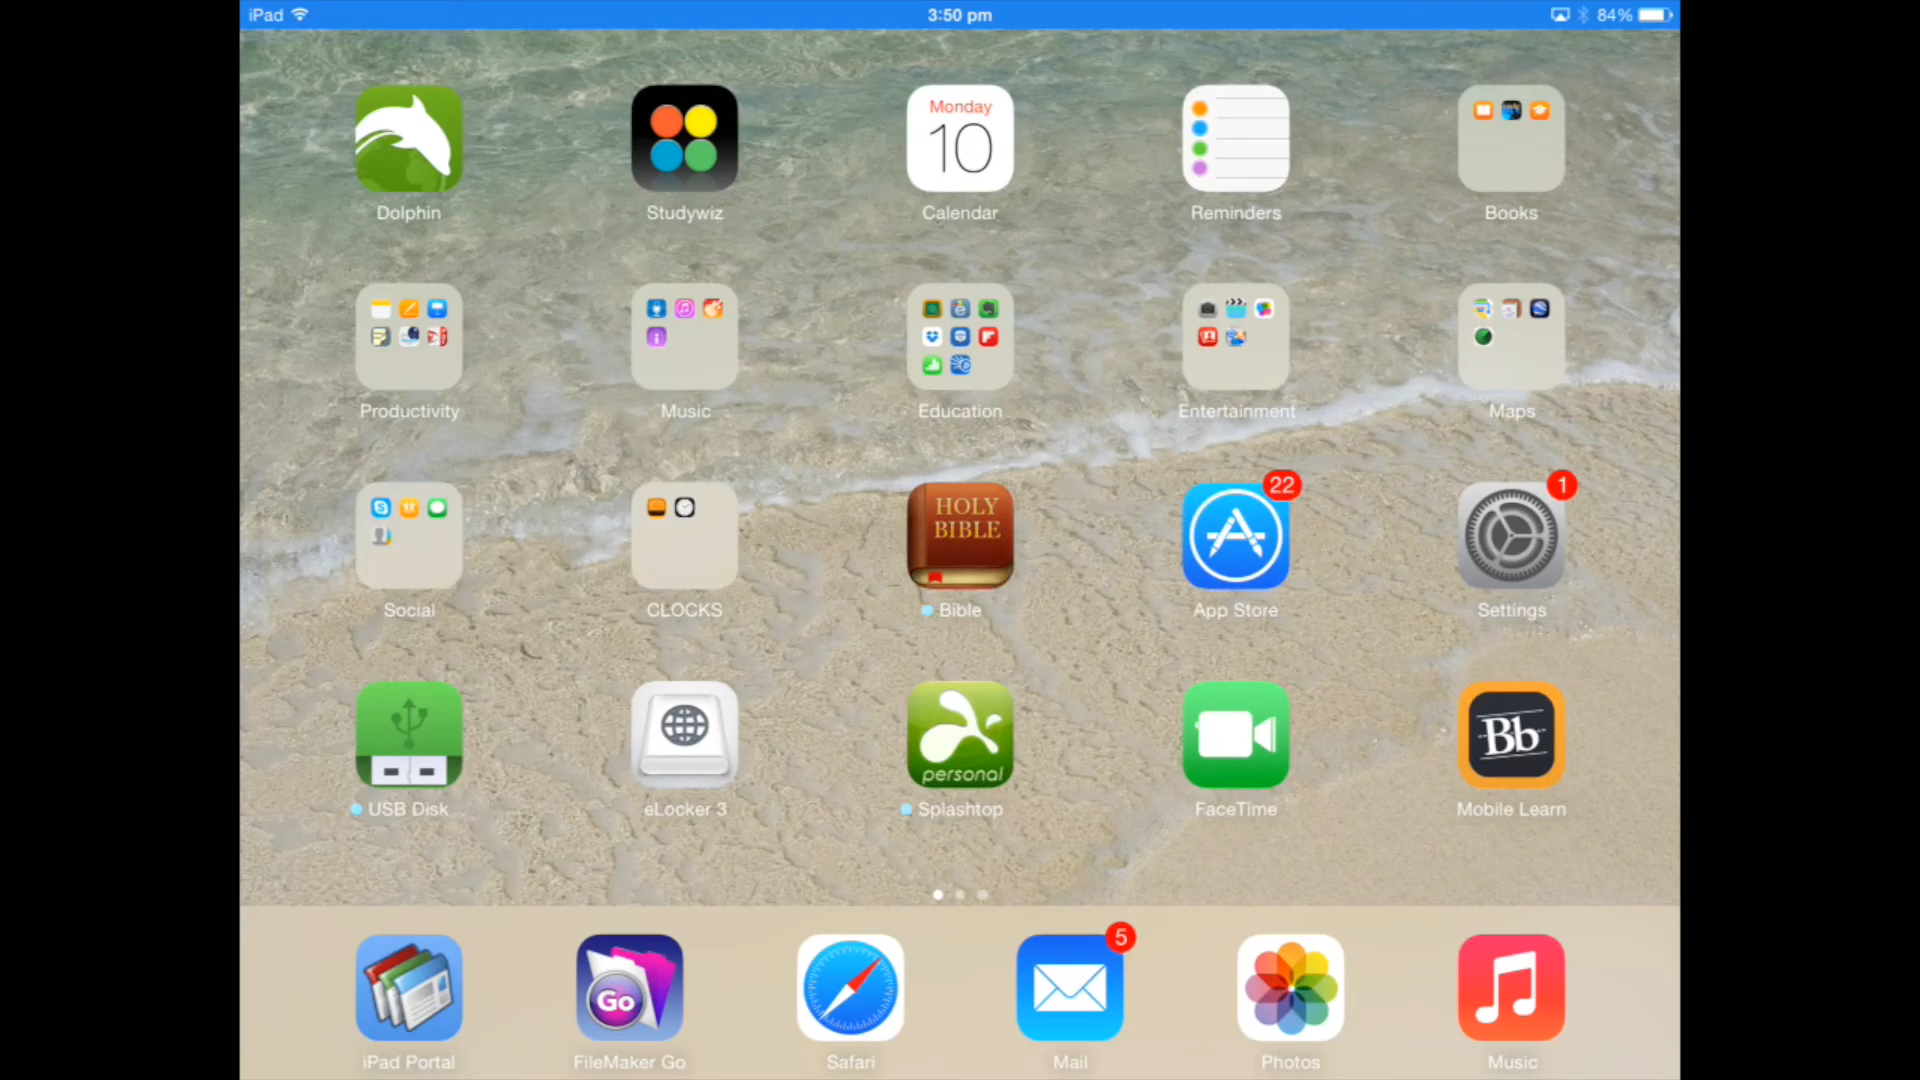 iPad 3:50 pm 84%
Monday
10
Dolphin Studywiz Calendar Reminders Books
Productivity Music Education Entertainment Maps
HOLY
BIBLE
22
1
Social CLOCKS Bible App Store Settings
personal
Bb
USB Disk eLocker 3 Splashtop FaceTime Mobile Learn
5
Go
iPad Portal FileMaker Go Safari Mail Photos Music